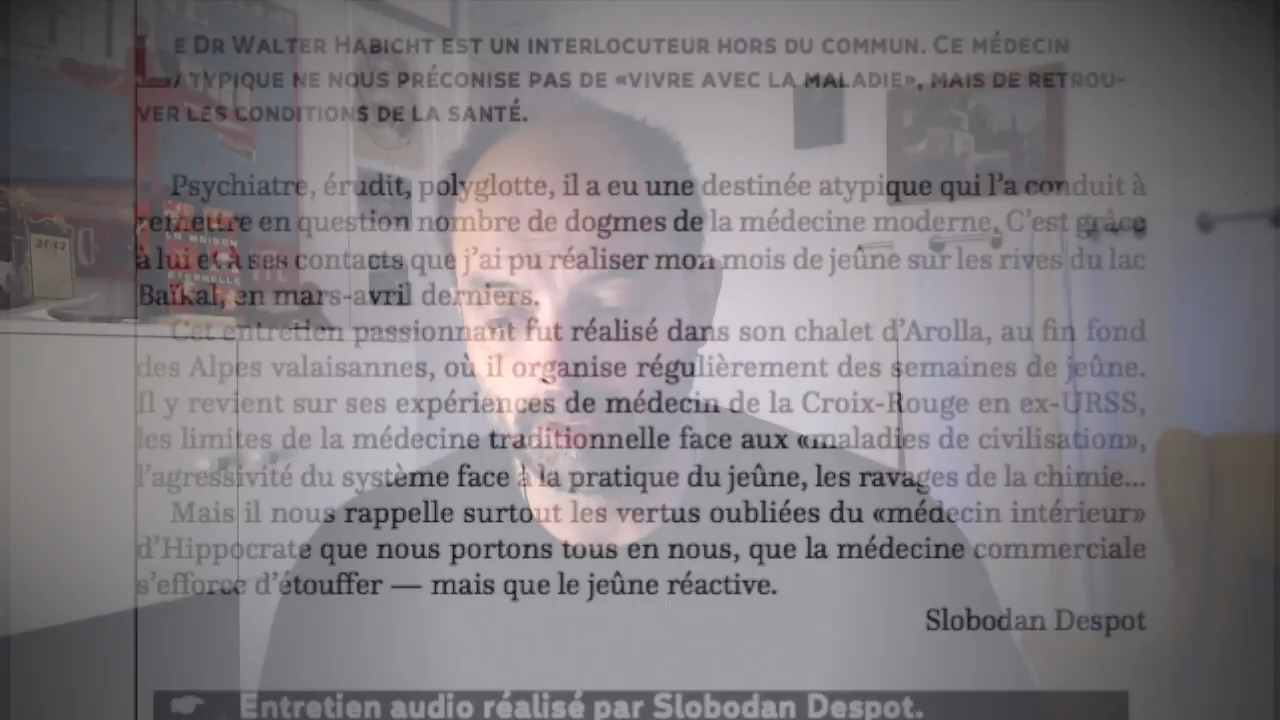 E DR WALTER HABICHT EST UN INTERLOCUTEUR HORS DU COMMUN. CE MÉDECIN
ATYPIQUE NE NOUS PRÉCONISE PAS DE «VIVRE AVEC LA MALADIE», MAIS DE RETROU-
VER LES CONDITIONS DE LA SANTÉ.
Psychiatre, érudit, polyglotte, il a eu une destinée atypique qui l'a conduit à
remettre en question nombre de dogmes de la médecine moderne. C'est grâce
à lui et à ses contacts que j'ai pu réaliser mon mois de jeûne sur les rives du lac
Baïkal, en mars-avril derniers.
Cet entretien passionnant fut réalisé dans son chalet d'Arolla, au fin fond
des Alpes valaisannes, où il organise régulièrement des semaines de jeûne.
Il y revient sur ses expériences de médecin de la Croix-Rouge en ex-URSS,
les limites de la médecine traditionnelle face aux «maladies de civilisation»,
l'agressivité du système face à la pratique du jeûne, les ravages de la chimie...
Mais il nous rappelle surtout les vertus oubliées du «médecin intérieur»
d'Hippocrate que nous portons tous en nous, que la médecine commerciale
s'efforce d'étouffer — mais que le jeûne réactive.
Slobodan Despot
Entretien audio réalisé par Slobodan Despot.